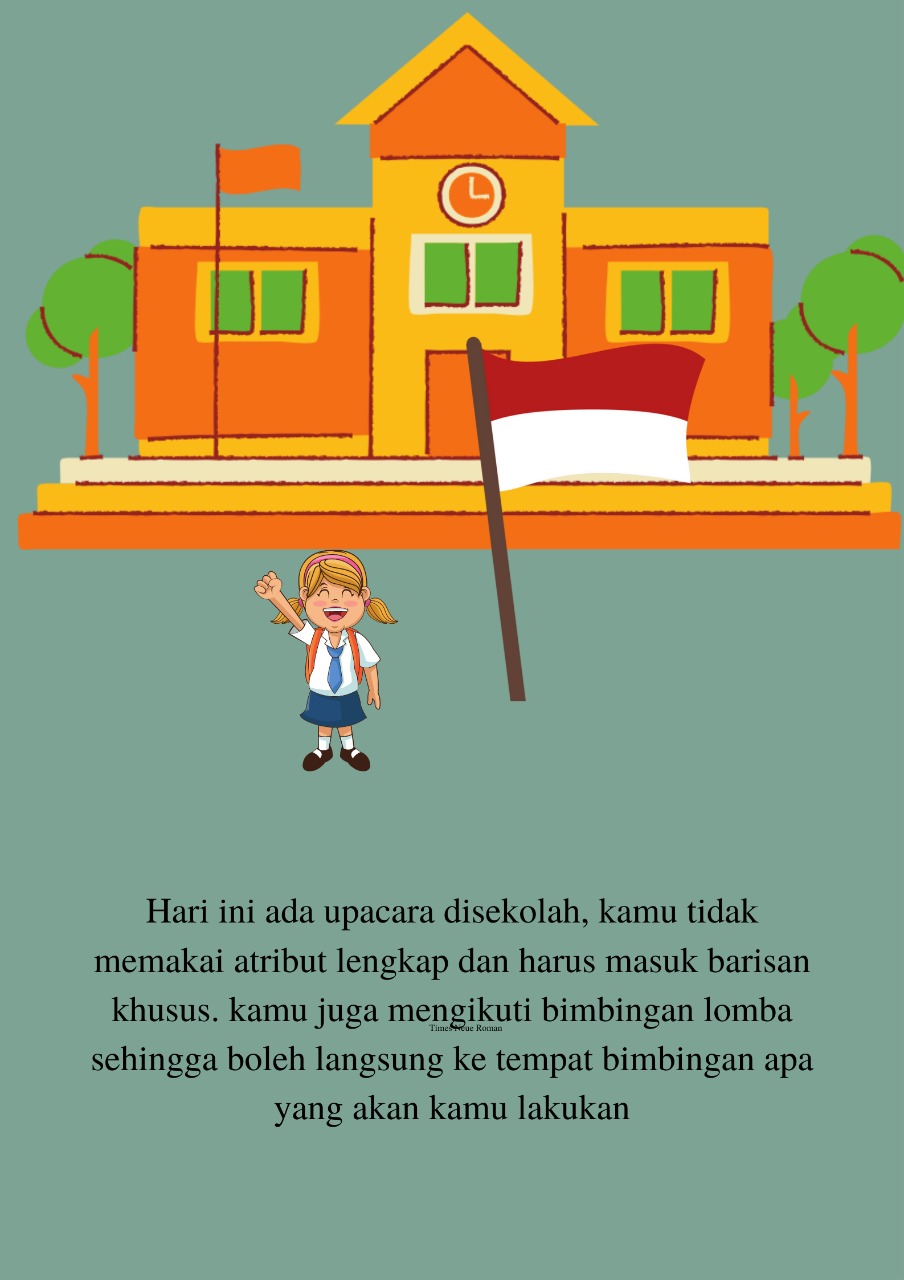 Hari ini ada upacara disekolah, kamu tidak
memakai atribut lengkap dan harus masuk barisan
khusus. kamu juga mengikuti bimbingan lomba
Times Neue Roman
sehingga boleh langsung ke tempat bimbingan apa
yang akan kamu lakukan